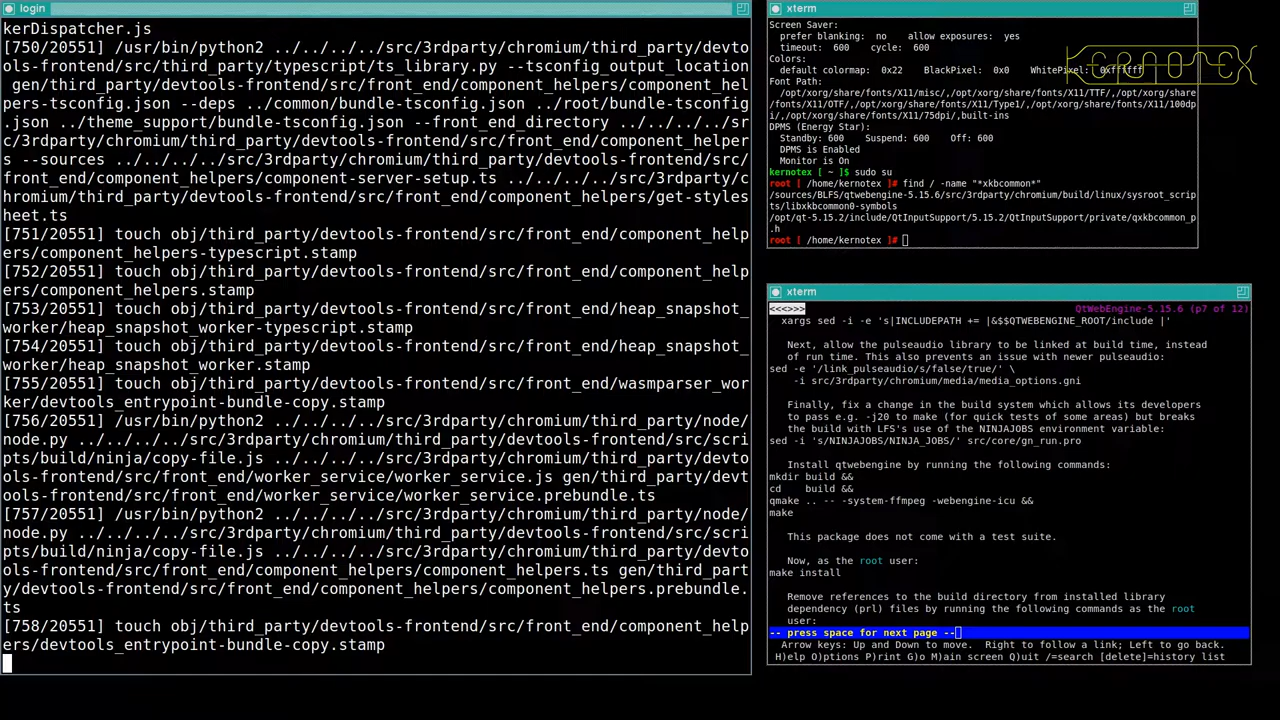 login
kerDispatcher.js
[750/20551] /usr/bin/python2 ../../../../src/3rdparty/chromium/third_party/devto
ols-frontend/src/third_party/typescript/ts_library.py --tsconfig_output_location
 gen/third_party/devtools-frontend/src/front_end/component_helpers/component_hel
pers-tsconfig.json --deps ../common/bundle-tsconfig.json ../root/bundle-tsconfig
.json ../theme_support/bundle-tsconfig.json --front_end_directory ../../../../sr
c/3rdparty/chromium/third_party/devtools-frontend/src/front_end/component_helper
s --sources ../../../../src/3rdparty/chromium/third_party/devtools-frontend/src/
front_end/component_helpers/component-server-setup.ts ../../../../src/3rdparty/c
hromium/third_party/devtools-frontend/src/front_end/component_helpers/get-styles
heet.ts
[751/20551] touch obj/third_party/devtools-frontend/src/front_end/component_help
ers/component_helpers-typescript.stamp
[752/20551] touch obj/third_party/devtools-frontend/src/front_end/component_help
ers/component_helpers.stamp
[753/20551] touch obj/third_party/devtools-frontend/src/front_end/heap_snapshot_
worker/heap_snapshot_worker-typescript.stamp
[754/20551] touch obj/third_party/devtools-frontend/src/front_end/heap_snapshot_
worker/heap_snapshot_worker.stamp
[755/20551] touch obj/third_party/devtools-frontend/src/front_end/wasmparser_wor
ker/devtools_entrypoint-bundle-copy.stamp
[756/20551] /usr/bin/python2 ../../../../src/3rdparty/chromium/third_party/node/
node.py ../../../../src/3rdparty/chromium/third_party/devtools-frontend/src/scri
pts/build/ninja/copy-file.js ../../../../src/3rdparty/chromium/third_party/devto
ols-frontend/src/front_end/worker_service/worker_service.js gen/third_party/devt
ools-frontend/src/front_end/worker_service/worker_service.prebundle.ts
[757/20551] /usr/bin/python2 ../../../../src/3rdparty/chromium/third_party/node/
node.py ../../../../src/3rdparty/chromium/third_party/devtools-frontend/src/scri
pts/build/ninja/copy-file.js ../../../../src/3rdparty/chromium/third_party/devto
ols-frontend/src/front_end/component_helpers/component_helpers.ts gen/third_part
y/devtools-frontend/src/front_end/component_helpers/component_helpers.prebundle.
ts
[758/20551] touch obj/third_party/devtools-frontend/src/front_end/component_help
ers/devtools_entrypoint-bundle-copy.stamp
xterm
Screen Saver:
  prefer blanking:  no    allow exposures:  yes
  timeout:  600    cycle:  600
Colors:
  default colormap:  0x22    BlackPixel:  0x0    WhitePixel:  0xffffff
KERNOTEX
Font Path:
  /opt/xorg/share/fonts/X11/misc/,/opt/xorg/share/fonts/X11/TTF/,/opt/xorg/share
/fonts/X11/OTF/,/opt/xorg/share/fonts/X11/Type1/,/opt/xorg/share/fonts/X11/100dp
i/,/opt/xorg/share/fonts/X11/75dpi/,built-ins
DPMS (Energy Star):
  Standby: 600    Suspend: 600    Off: 600
  DPMS is Enabled
  Monitor is On
kernotex [ ~ ]$ sudo su
root [ /home/kernotex ]# find / -name "*xkbcommon*"
/sources/BLFS/qtwebengine-5.15.6/src/3rdparty/chromium/build/linux/sysroot_scrip
ts/libxkbcommon0-symbols
/opt/qt-5.15.2/include/QtInputSupport/5.15.2/QtInputSupport/private/qxkbcommon_p
.h
root [ /home/kernotex ]#
xterm
<<<>>> QtWebEngine-5.15.6 (p7 of 12)
xargs sed -i -e 's|INCLUDEPATH += |&$$QTWEBENGINE_ROOT/include |'
Next, allow the pulseaudio library to be linked at build time, instead
of run time. This also prevents an issue with newer pulseaudio:
sed -e '/link_pulseaudio/s/false/true/' \
-i src/3rdparty/chromium/media/media_options.gni
Finally, fix a change in the build system which allows its developers
to pass e.g. -j20 to make (for quick tests of some areas) but breaks
the build with LFS's use of the NINJAJOBS environment variable:
sed -i 's/NINJAJOBS/NINJA_JOBS/' src/core/gn_run.pro
Install qtwebengine by running the following commands:
mkdir build &&
cd    build &&
qmake .. -- -system-ffmpeg -webengine-icu &&
make
This package does not come with a test suite.
Now, as the root user:
make install
Remove references to the build directory from installed library
dependency (prl) files by running the following commands as the root
user:
-- press space for next page --
Arrow keys: Up and Down to move.  Right to follow a link; Left to go back.
H)elp O)ptions P)rint G)o M)ain screen Q)uit /=search [delete]=history list